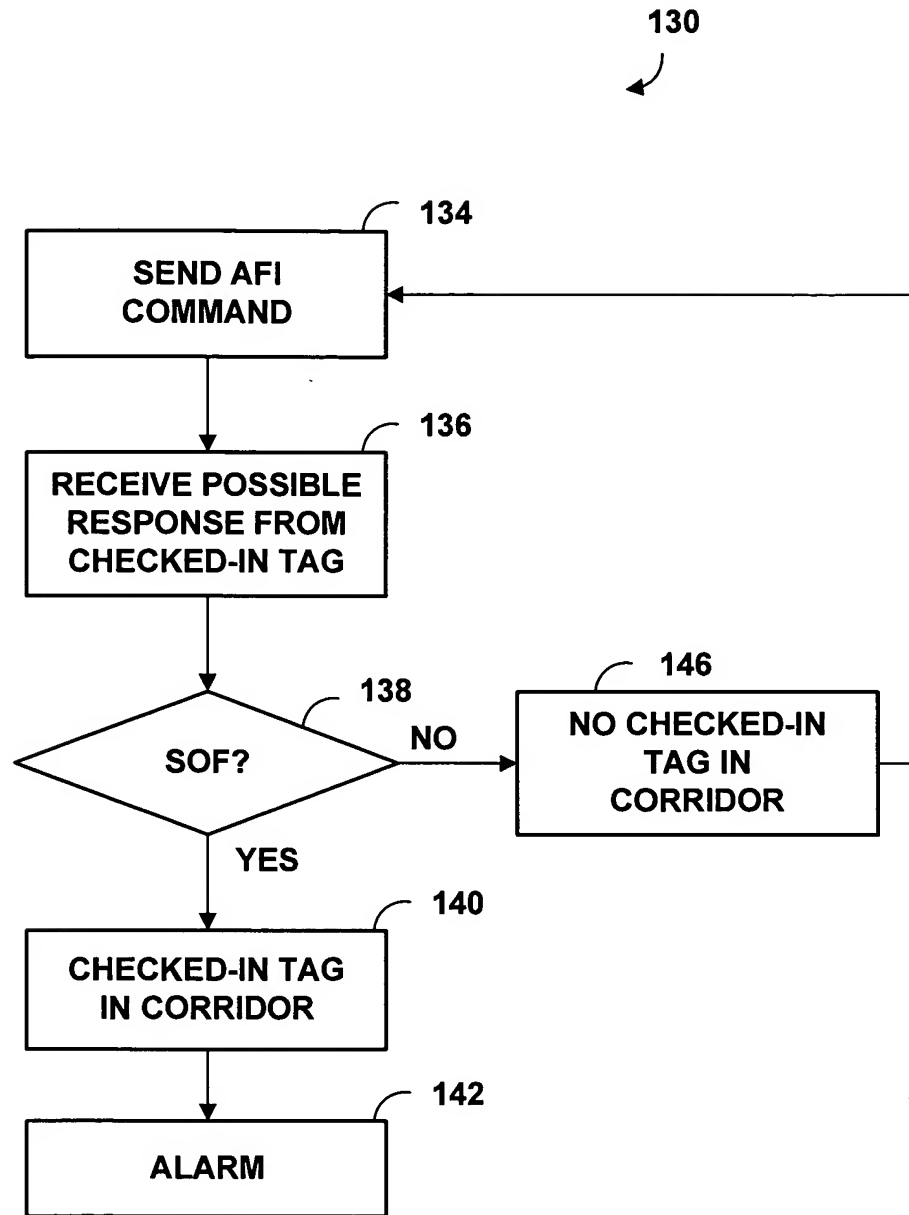 130
134
SEND AFI
COMMAND
136
RECEIVE POSSIBLE
RESPONSE FROM
CHECKED-IN TAG
138
SOF?
NO
146
NO CHECKED-IN
TAG IN
CORRIDOR
YES
140
CHECKED-IN TAG
IN CORRIDOR
142
ALARM